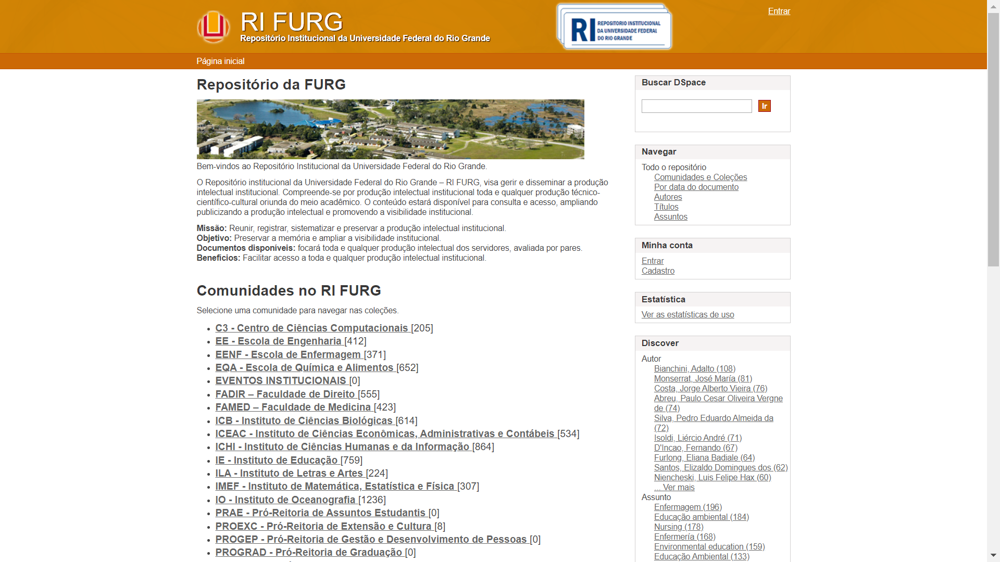 RI FURG
Repositório Institucional da Universidade Federal do Rio Grande
RI REPOSITORIO INSTITUCIONAL
DA UNIVERSIDADE FEDERAL
DO RIO GRANDE
Entrar
Página inicial
Repositório da FURG
Bem-vindos ao Repositório Institucional da Universidade Federal do Rio Grande.
O Repositório institucional da Universidade Federal do Rio Grande – RI FURG, visa gerir e disseminar a produção
intelectual institucional. Compreende-se por produção intelectual institucional toda e qualquer produção técnico-
científico-cultural oriunda do meio acadêmico. O conteúdo estará disponível para consulta e acesso, ampliando
publicizando a produção intelectual e promovendo a visibilidade institucional.
Missão: Reunir, registrar, sistematizar e preservar a produção intelectual institucional.
Objetivo: Preservar a memória e ampliar a visibilidade institucional.
Documentos disponíveis: focará toda e qualquer produção intelectual dos servidores, avaliada por pares.
Benefícios: Facilitar acesso a toda e qualquer produção intelectual institucional.
Comunidades no RI FURG
Selecione uma comunidade para navegar nas coleções.
C3 - Centro de Ciências Computacionais [205]
EE - Escola de Engenharia [412]
EENF - Escola de Enfermagem [371]
EQA - Escola de Química e Alimentos [652]
EVENTOS INSTITUCIONAIS [0]
FADIR – Faculdade de Direito [555]
FAMED – Faculdade de Medicina [423]
ICB - Instituto de Ciências Biológicas [614]
ICEAC - Instituto de Ciências Econômicas, Administrativas e Contábeis [534]
ICHI - Instituto de Ciências Humanas e da Informação [864]
IE - Instituto de Educação [759]
ILA - Instituto de Letras e Artes [224]
IMEF - Instituto de Matemática, Estatística e Física [307]
IO - Instituto de Oceanografia [1236]
PRAE - Pró-Reitoria de Assuntos Estudantis [0]
PROEXC - Pró-Reitoria de Extensão e Cultura [8]
PROGEP - Pró-Reitoria de Gestão e Desenvolvimento de Pessoas [0]
PROGRAD - Pró-Reitoria de Graduação [0]
Buscar DSpace
Ir
Navegar
Todo o repositório
Comunidades e Coleções
Por data do documento
Autores
Títulos
Assuntos
Minha conta
Entrar
Cadastro
Estatística
Ver as estatísticas de uso
Discover
Autor
Bianchini, Adalto (108)
Monserrat, José María (81)
Costa, Jorge Alberto Vieira (76)
Abreu, Paulo Cesar Oliveira Vergne
de (74)
Silva, Pedro Eduardo Almeida da
(72)
Isoldi, Liércio André (71)
D'Incao, Fernando (67)
Furlong, Eliana Badiale (64)
Santos, Elizaldo Domingues dos (62)
Niencheski, Luis Felipe Hax (60)
... Ver mais
Assunto
Enfermagem (196)
Educação ambiental (184)
Nursing (178)
Enfermería (168)
Environmental education (159)
Educação Ambiental (133)